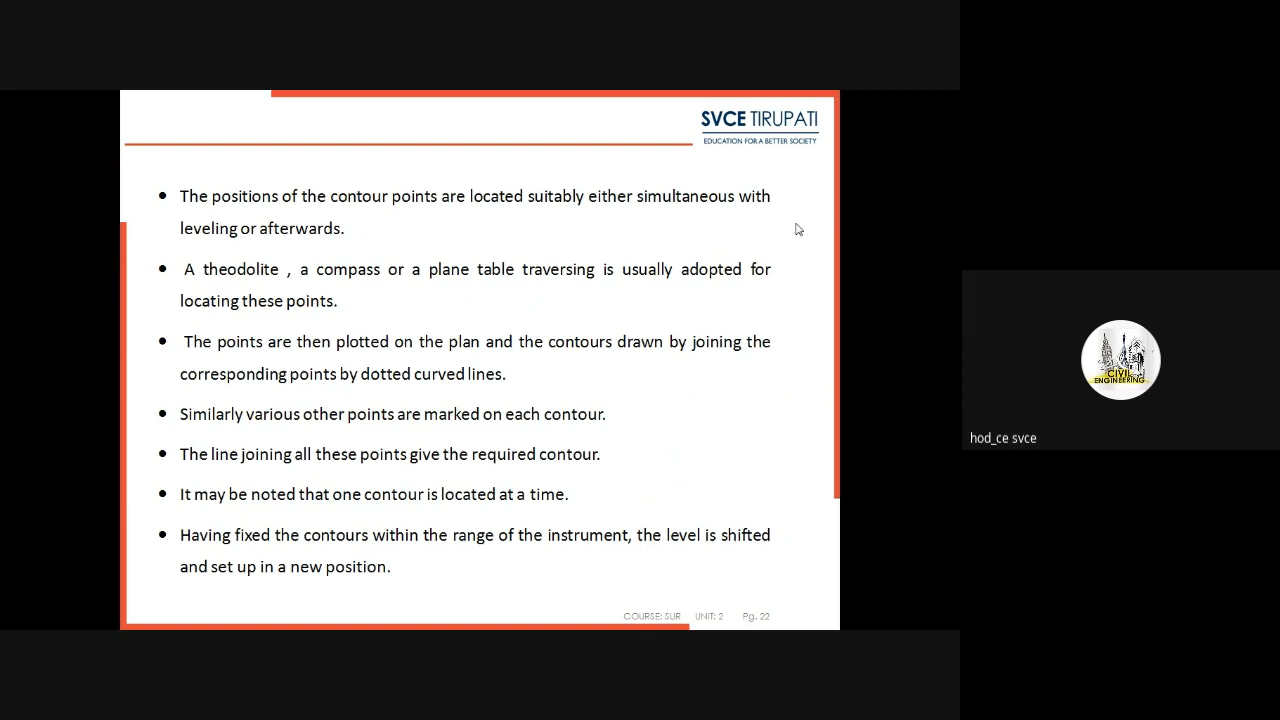 SVCE TIRUPATI
EDUCATION FOR A BETTER SOCIETY
• The positions of the contour points are located suitably either simultaneous with
leveling or afterwards.
• A theodolite , a compass or a plane table traversing is usually adopted for
locating these points.
• The points are then plotted on the plan and the contours drawn by joining the
corresponding points by dotted curved lines.
• Similarly various other points are marked on each contour.
• The line joining all these points give the required contour.
• It may be noted that one contour is located at a time.
• Having fixed the contours within the range of the instrument, the level is shifted
and set up in a new position.
COURSE: SUR UNIT: 2 Pg. 22
CIVIL
ENGINEERING
hod_ce svce